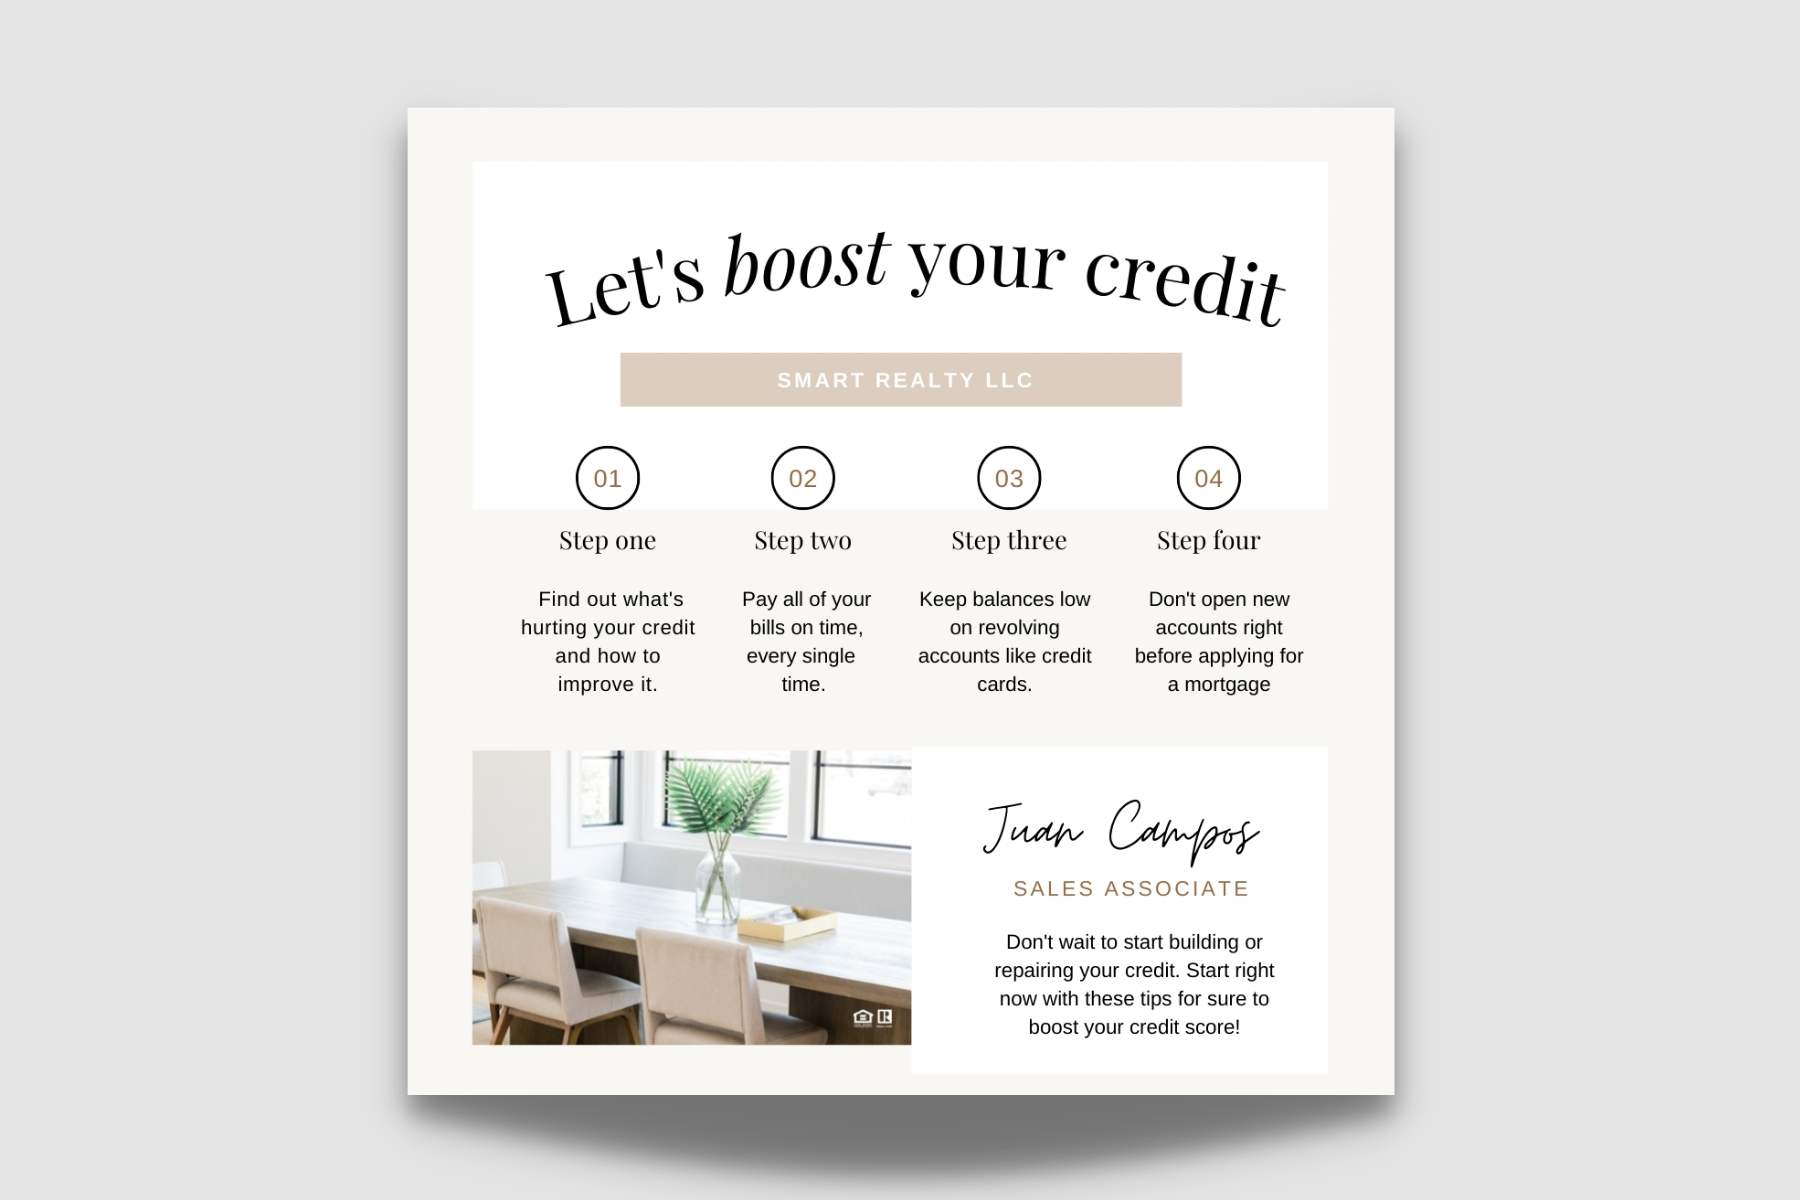 Let's boost your credit
SMART REALTY LLC
01
Step one
Find out what's
hurting your credit
and how to
improve it.
02
Step two
Pay all of your
bills on time,
every single
time.
03
Step three
Keep balances low
on revolving
accounts like credit
cards.
04
Step four
Don't open new
accounts right
before applying for
a mortgage
Juan Campos
SALES ASSOCIATE
Don't wait to start building or
repairing your credit. Start right
now with these tips for sure to
boost your credit score!